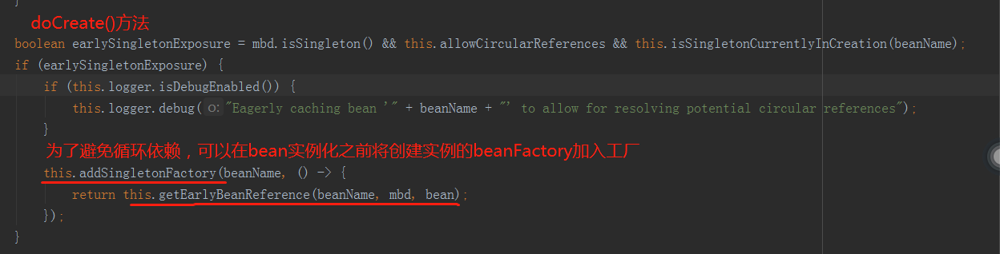 }
doCreate()方法
boolean earlySingletonExposure = mbd.isSingleton() && this.allowCircularReferences && this.isSingletonCurrentlyInCreation(beanName);
if (earlySingletonExposure) {
if (this.logger.isDebugEnabled()) {
this.logger.debug( o: "Eagerly caching bean '" + beanName + "' to allow for resolving potential circular references");
}
为了避免循环依赖，可以在bean实例化之前将创建实例的beanFactory加入工厂
this.addSingletonFactory(beanName, () -> {
return this.getEarlyBeanReference(beanName, mbd, bean);
});
}